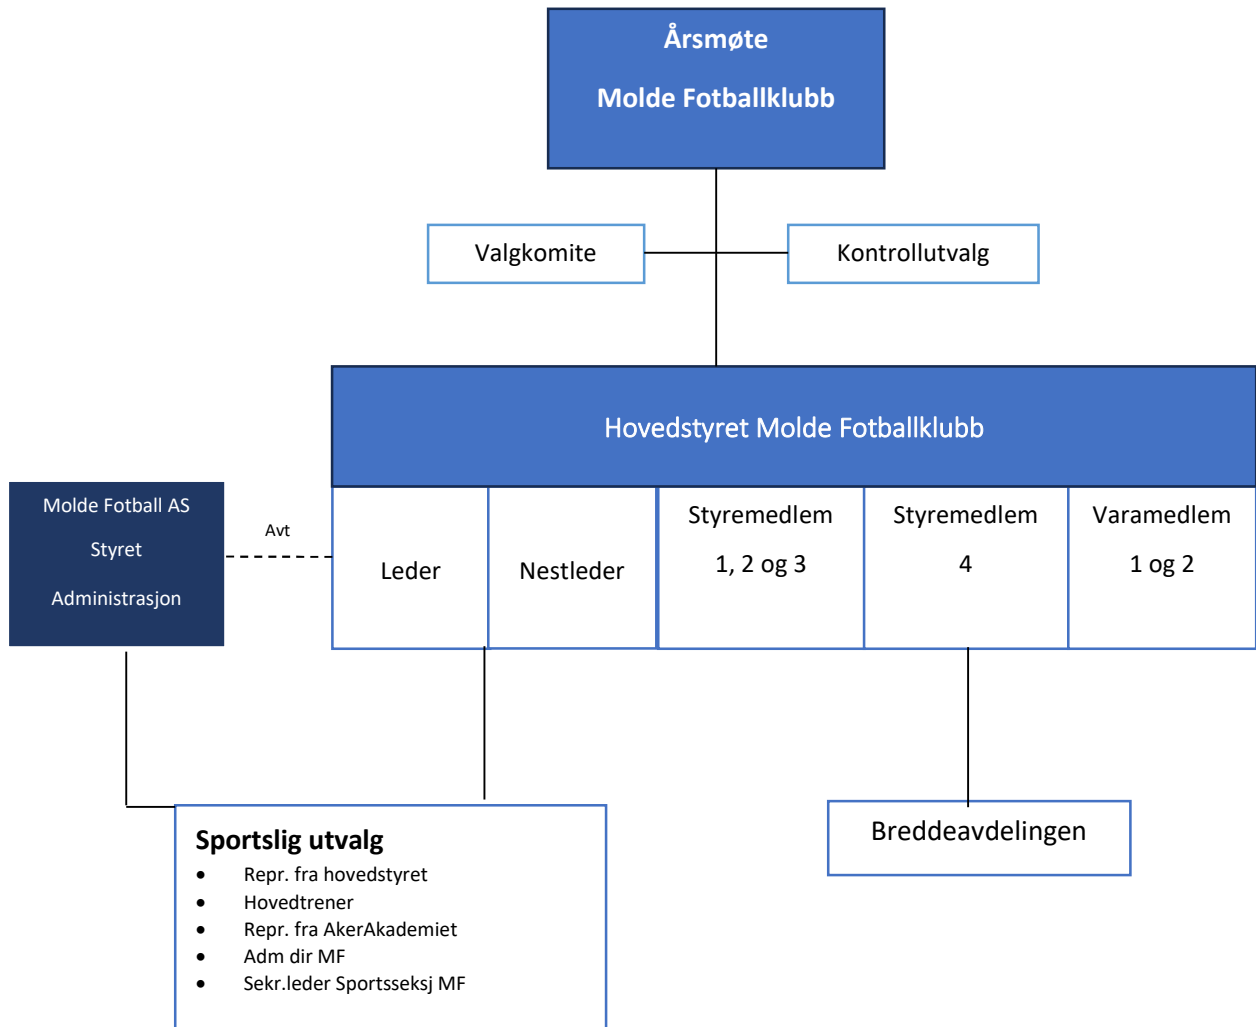 Årsmøte
Molde Fotballklubb
Valgkomite
Kontrollutvalg
Hovedstyret Molde Fotballklubb
Molde Fotball AS
Styret
Administrasjon
Avt
Leder
Nestleder
Styremedlem
1, 2 og 3
Styremedlem
4
Varamedlem
1 og 2
Sportslig utvalg
• Repr. fra hovedstyret
• Hovedtrener
• Repr. fra AkerAkademiet
• Adm dir MF
• Sekr.leder Sportsseksj MF
Breddeavdelingen